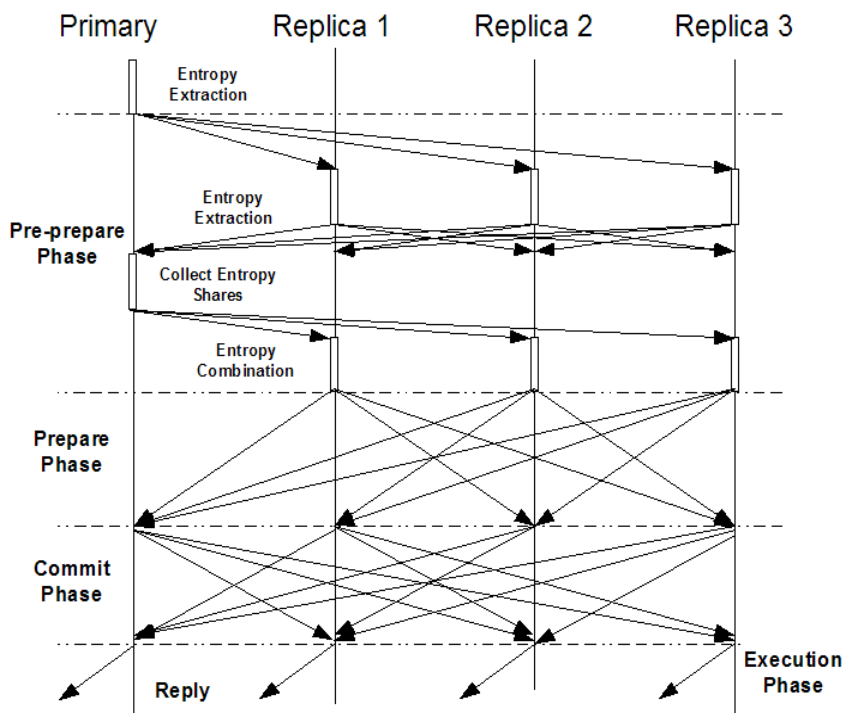 Primary
Replica 1
Replica 2
Replica 3
Entropy
Extraction
Entropy
Extraction
Pre-prepare
Phase
Collect Entropy
Shares
Entropy
Combination
Prepare
Phase
Commit
Phase
Reply
Execution
Phase